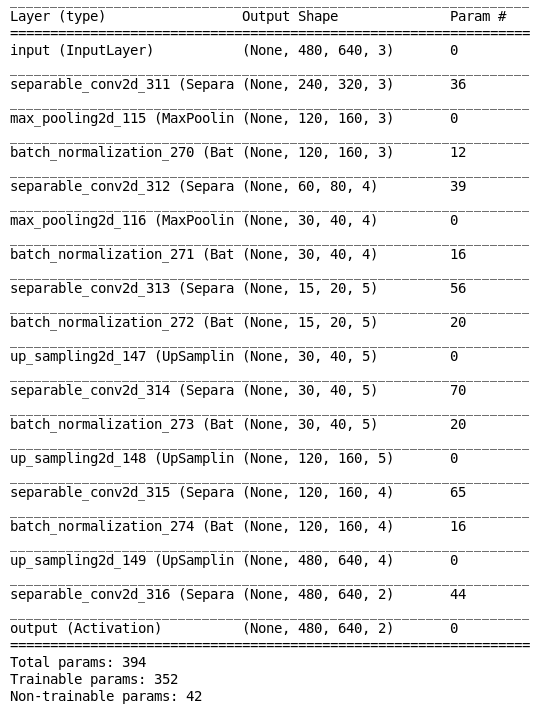 Layer (type) Output Shape Param #
input (InputLayer) (None, 480, 640, 3) 0
separable_conv2d_311 (Separa (None, 240, 320, 3) 36
max_pooling2d_115 (MaxPoolin (None, 120, 160, 3) 0
batch_normalization_270 (Bat (None, 120, 160, 3) 12
separable_conv2d_312 (Separa (None, 60, 80, 4) 39
max_pooling2d_116 (MaxPoolin (None, 30, 40, 4) 0
batch_normalization_271 (Bat (None, 30, 40, 4) 16
separable_conv2d_313 (Separa (None, 15, 20, 5) 56
batch_normalization_272 (Bat (None, 15, 20, 5) 20
up_sampling2d_147 (UpSamplin (None, 30, 40, 5) 0
separable_conv2d_314 (Separa (None, 30, 40, 5) 70
batch_normalization_273 (Bat (None, 30, 40, 5) 20
up_sampling2d_148 (UpSamplin (None, 120, 160, 5) 0
separable_conv2d_315 (Separa (None, 120, 160, 4) 65
batch_normalization_274 (Bat (None, 120, 160, 4) 16
up_sampling2d_149 (UpSamplin (None, 480, 640, 4) 0
separable_conv2d_316 (Separa (None, 480, 640, 2) 44
output (Activation) (None, 480, 640, 2) 0
Total params: 394
Trainable params: 352
Non-trainable params: 42